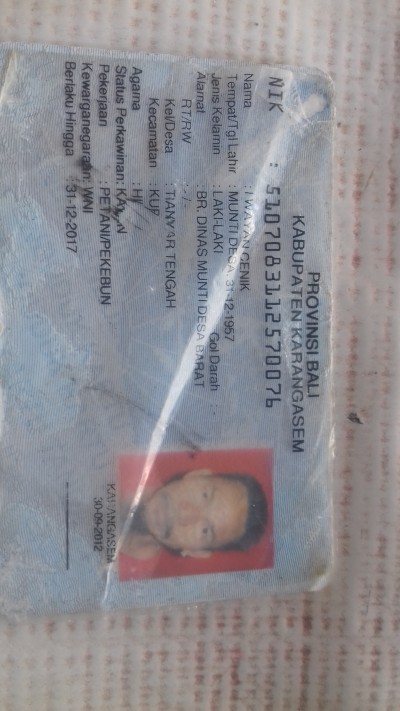 PROVINSI BALI
KABUPATEN KARANGASEM
NIK : 5107083112570076
Nama : I WAYAN CENIK
Tempat/Tgl Lahir : MUNTI DESA, 31-12-1957
Jenis Kelamin : LAKI-LAKI Gol Darah : -
Alamat : BR. DINAS MUNTI DESA BARAT
RT/RW : - / -
Kel/Desa : TIANYAR TENGAH
Kecamatan : KUBU
Agama :
Status Perkawinan: KAWIN
Pekerjaan : PETANI/PEKEBUN
Kewarganegaraan: WNI
Berlaku Hingga : 31-12-2017
KARANGASEM
30-09-2012